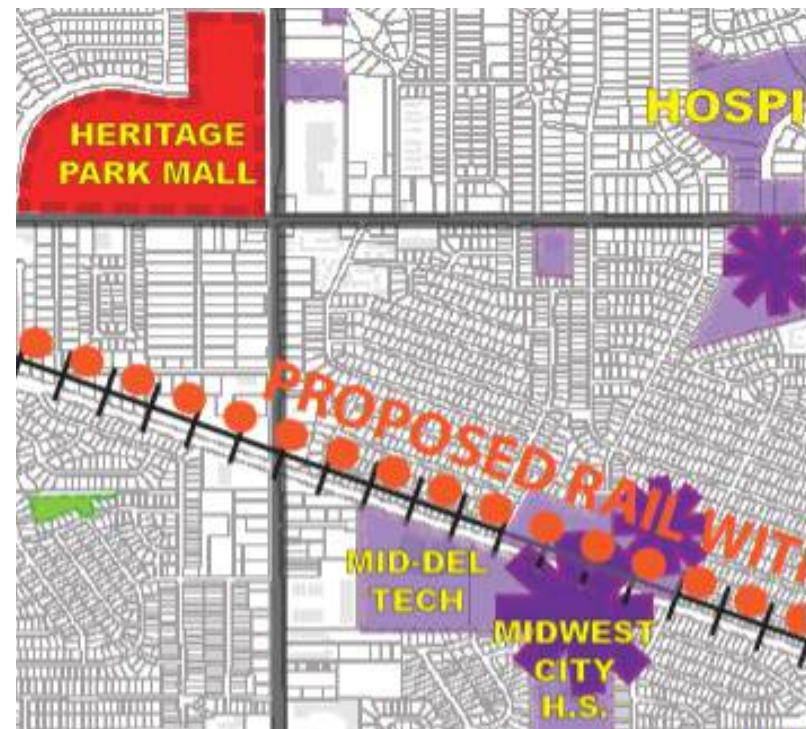 HERITAGE
PARK MALL
HOSPI
PROPOSED RAIL WITH
MID-DEL
TECH
MIDWEST
CITY
H.S.